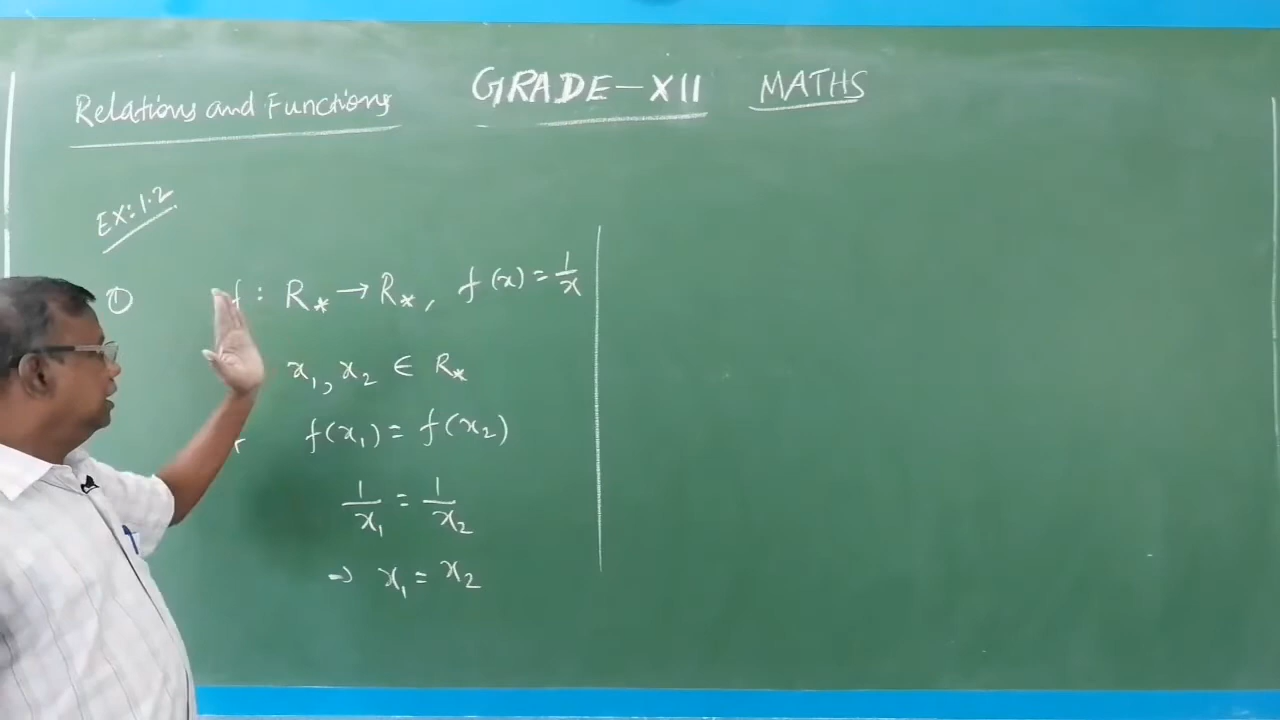 GRADE-XII MATHS
Relations and Functions
EX: 1.2
① f : R* → R*, f(x) = 1/x
x₁, x₂ ∈ R*
f(x₁) = f(x₂)
1/x₁ = 1/x₂
⇒ x₁ = x₂